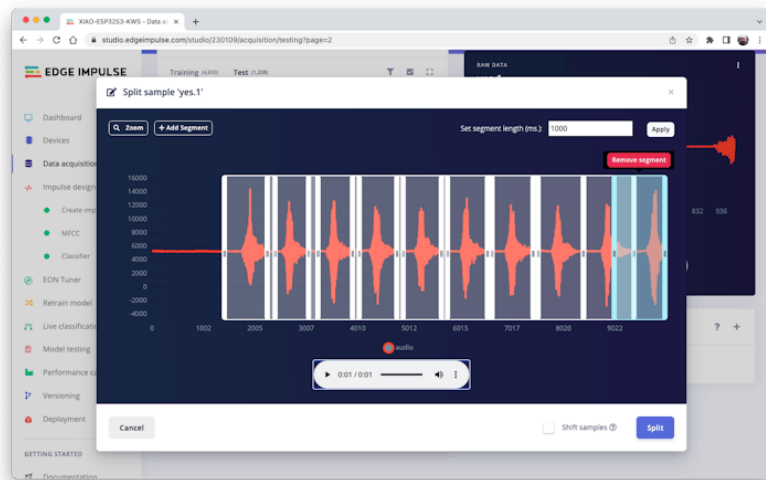 XIAO-ESP32S3-KWS - Data ac
studio.edgeimpulse.com/studio/230109/acquisition/testing?page=2
EDGE IMPULSE
Training (4,630) Test (1,208)
RAW DATA
Split sample 'yes.1'
Dashboard
Devices
Data acquisition
Impulse design
Create imp
MFCC
Classifier
EON Tuner
Retrain model
Live classificatio
Model testing
Performance ca
Versioning
Deployment
GETTING STARTED
Documentation
Zoom
+ Add Segment
Set segment length (ms.):
1000
Apply
Remove segment
16000
14000
12000
10000
8000
6000
4000
2000
0
-2000
-4000
0 1002 2005 3007 4010 5012 6015 7017 8020 9022
audio
0:01 / 0:01
832 936
Cancel
Shift samples
Split